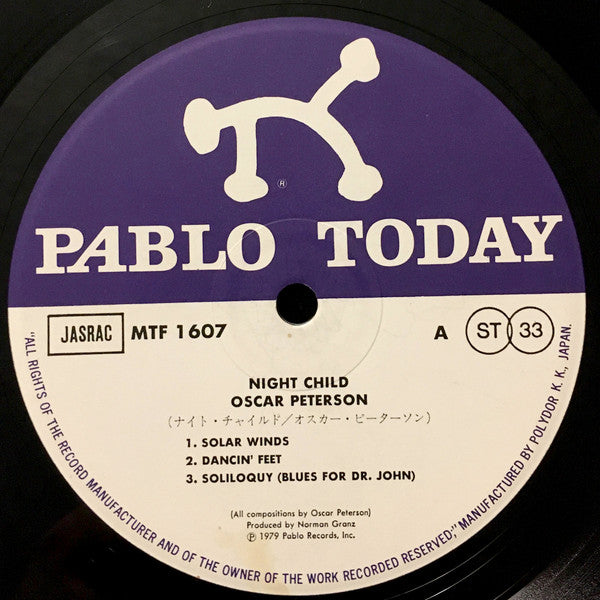 ®
PABLO TODAY
JASRAC MTF 1607 A ST 33
NIGHT CHILD
OSCAR PETERSON
(ナイト・チャイルド/オスカー・ピーターソン)
1. SOLAR WINDS
2. DANCIN' FEET
3. SOLILOQUY (BLUES FOR DR. JOHN)
(All compositions by Oscar Peterson)
Produced by Norman Granz
℗ 1979 Pablo Records, Inc.
"ALL RIGHTS OF THE RECORD MANUFACTURER AND OF THE OWNER OF THE WORK RECORDED RESERVED;" MANUFACTURED BY POLYDOR K. K., JAPAN.